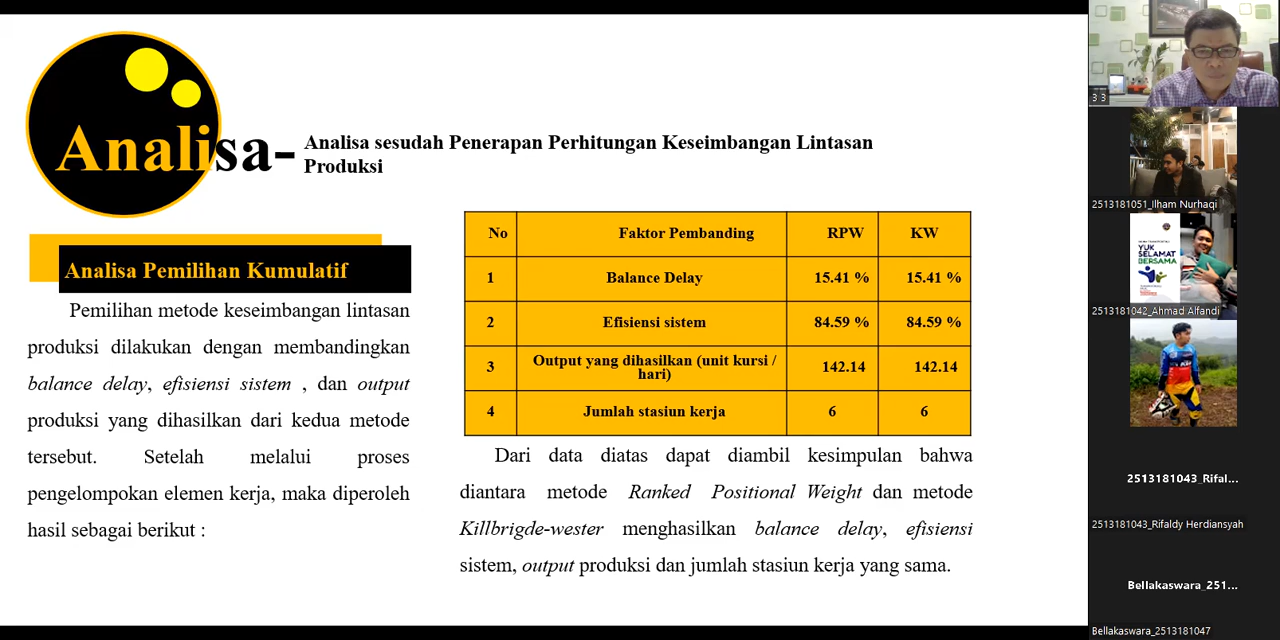 Analisa-
Analisa sesudah Penerapan Perhitungan Keseimbangan Lintasan
Produksi
Analisa Pemilihan Kumulatif
Pemilihan metode keseimbangan lintasan
produksi dilakukan dengan membandingkan
balance delay, efisiensi sistem , dan output
produksi yang dihasilkan dari kedua metode
tersebut. Setelah melalui proses
pengelompokan elemen kerja, maka diperoleh
hasil sebagai berikut :
No Faktor Pembanding RPW KW
1 Balance Delay 15.41 % 15.41 %
2 Efisiensi sistem 84.59 % 84.59 %
3 Output yang dihasilkan (unit kursi /
hari) 142.14 142.14
4 Jumlah stasiun kerja 6 6
Dari data diatas dapat diambil kesimpulan bahwa
diantara metode Ranked Positional Weight dan metode
Killbrigde-wester menghasilkan balance delay, efisiensi
sistem, output produksi dan jumlah stasiun kerja yang sama.
3 3
2513181051_Ilham Nurhaqi
YUK
SELAMAT
BERSAMA
2513181042_Ahmad Alfandi
2513181043_Rifal...
2513181043_Rifaldy Herdiansyah
Bellakaswara_251...
Bellakaswara_2513181047